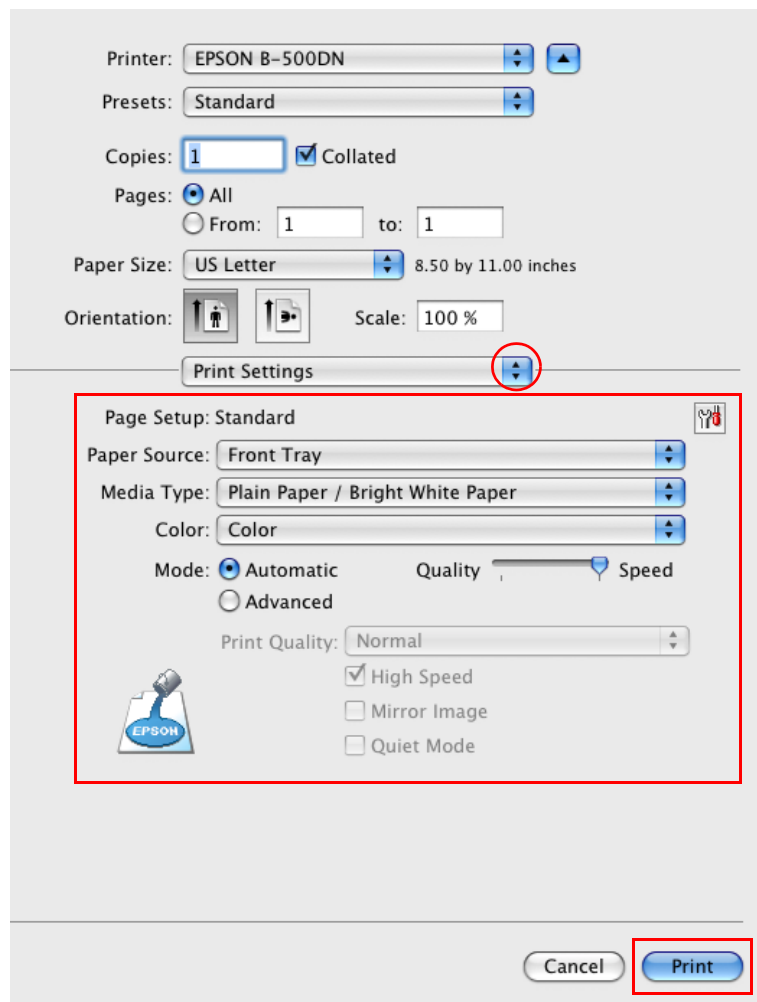 Printer: EPSON B-500DN
Presets: Standard
Copies: 1 Collated
Pages: All
From: 1 to: 1
Paper Size: US Letter 8.50 by 11.00 inches
Orientation: Scale: 100 %
Print Settings
Page Setup: Standard
Paper Source: Front Tray
Media Type: Plain Paper / Bright White Paper
Color: Color
Mode: Automatic Quality Speed
Advanced
Print Quality: Normal
High Speed
Mirror Image
EPSON
Quiet Mode
Cancel Print